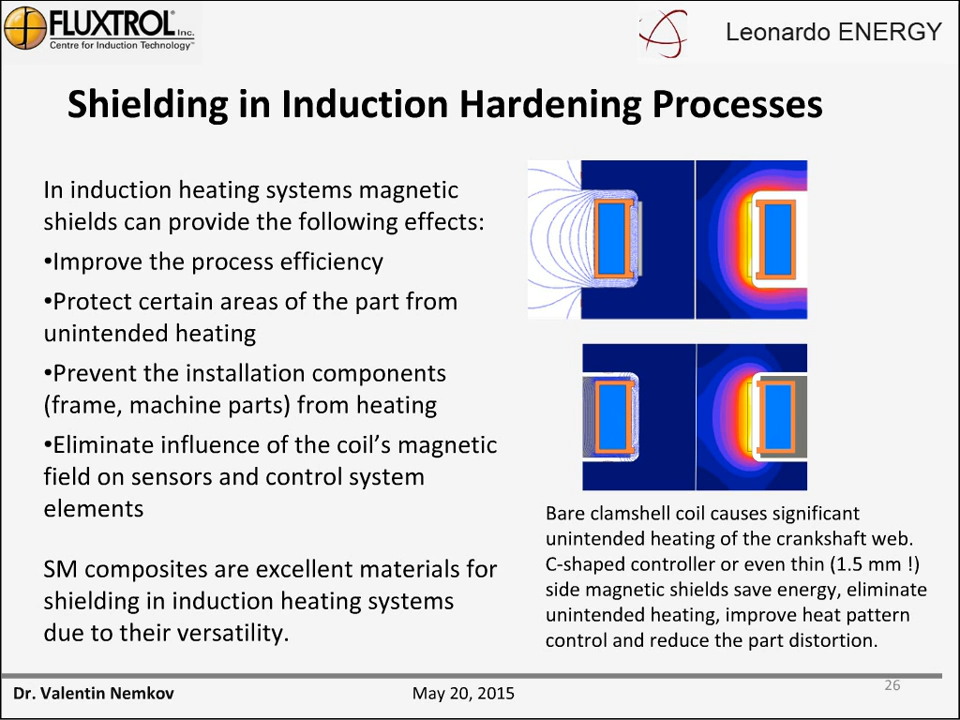 FLUXTROL Inc.
Centre for Induction Technology™
Leonardo ENERGY
Shielding in Induction Hardening Processes
In induction heating systems magnetic
shields can provide the following effects:
•Improve the process efficiency
•Protect certain areas of the part from
unintended heating
•Prevent the installation components
(frame, machine parts) from heating
•Eliminate influence of the coil’s magnetic
field on sensors and control system
elements
SM composites are excellent materials for
shielding in induction heating systems
due to their versatility.
Bare clamshell coil causes significant
unintended heating of the crankshaft web.
C-shaped controller or even thin (1.5 mm !)
side magnetic shields save energy, eliminate
unintended heating, improve heat pattern
control and reduce the part distortion.
Dr. Valentin Nemkov
May 20, 2015
26